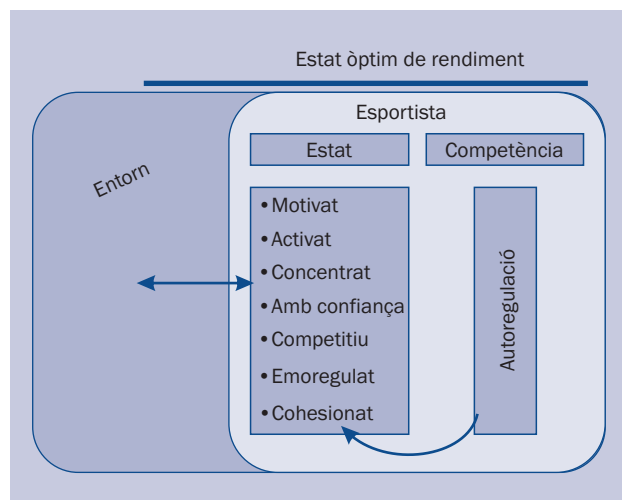 Estat òptim de rendiment
Esportista
Entorn
Estat
Competència
•Motivat
•Activat
•Concentrat
•Amb confiança
•Competitiu
•Emoregulat
•Cohesionat
Autoregulació